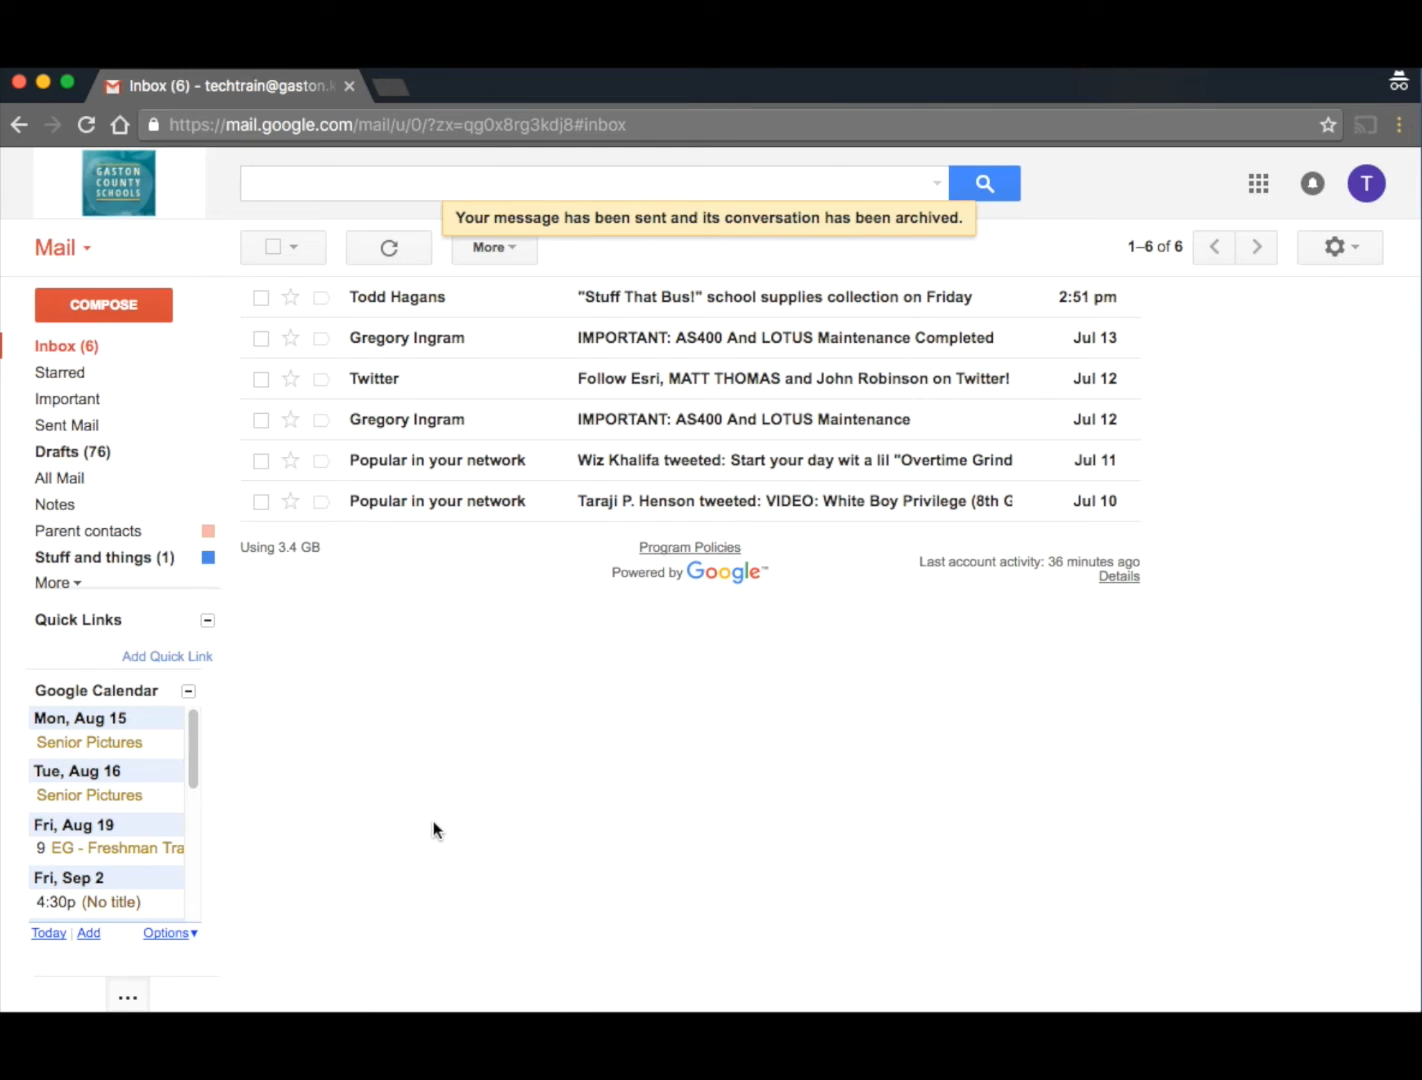 Inbox (6) - techtrain@gaston.k
https://mail.google.com/mail/u/0/?zx=qg0x8rg3kdj8#inbox
GASTON
COUNTY
SCHOOLS
T
Your message has been sent and its conversation has been archived.
Mail
More
1–6 of 6
COMPOSE
Inbox (6)
Starred
Important
Sent Mail
Drafts (76)
All Mail
Notes
Parent contacts
Stuff and things (1)
More
Todd Hagans "Stuff That Bus!" school supplies collection on Friday 2:51 pm
Gregory Ingram IMPORTANT: AS400 And LOTUS Maintenance Completed Jul 13
Twitter Follow Esri, MATT THOMAS and John Robinson on Twitter! Jul 12
Gregory Ingram IMPORTANT: AS400 And LOTUS Maintenance Jul 12
Popular in your network Wiz Khalifa tweeted: Start your day wit a lil "Overtime Grind Jul 11
Popular in your network Taraji P. Henson tweeted: VIDEO: White Boy Privilege (8th G Jul 10
Using 3.4 GB
Program Policies
Powered by Google™
Last account activity: 36 minutes ago
Details
Quick Links
Add Quick Link
Google Calendar
Mon, Aug 15
Senior Pictures
Tue, Aug 16
Senior Pictures
Fri, Aug 19
9 EG - Freshman Tra
Fri, Sep 2
4:30p (No title)
Today | Add Options▼
...